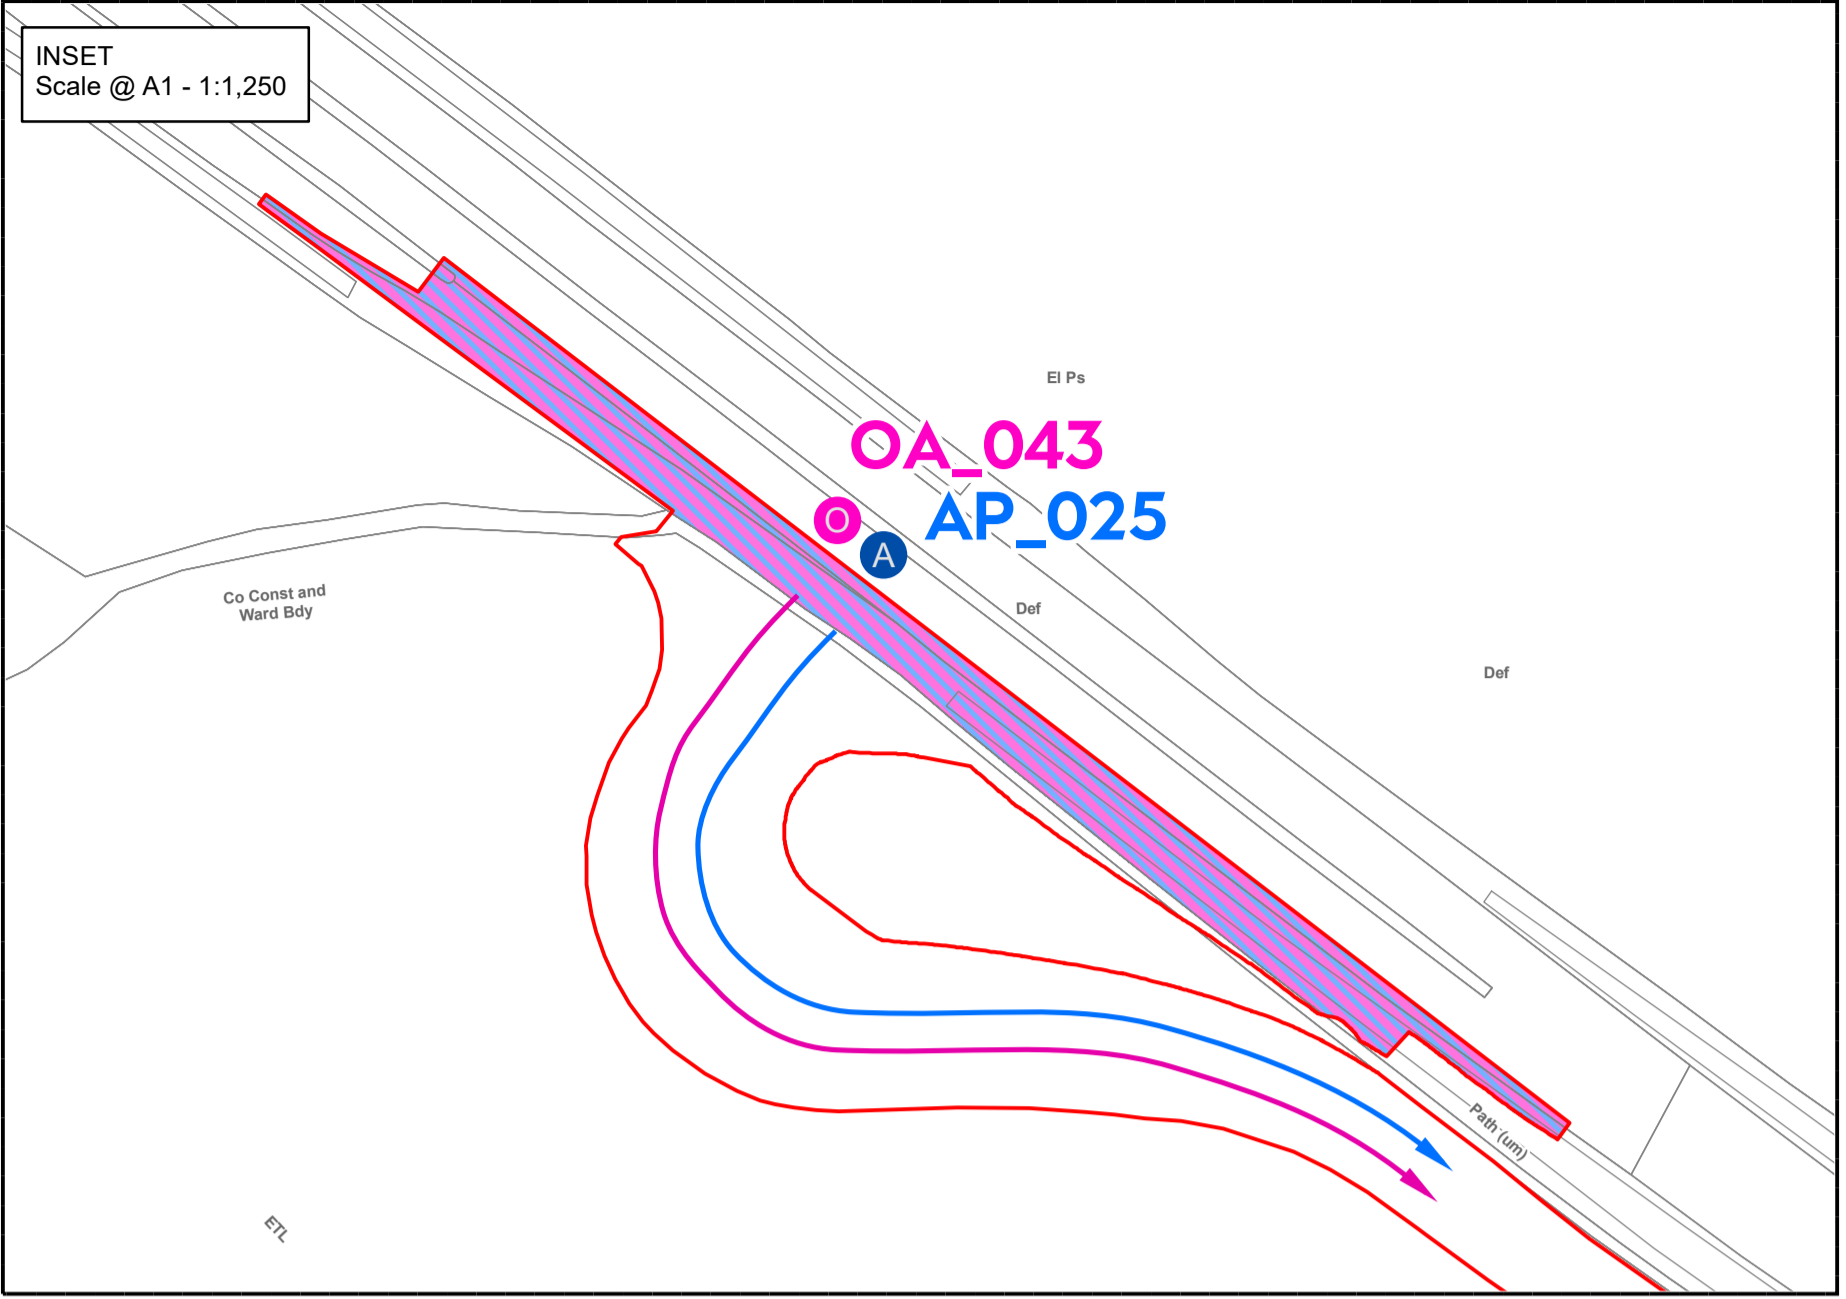 INSET
Scale @ A1 - 1:1,250
El Ps
OA_043
O
AP_025
A
Def
Co Const and
Ward Bdy
Def
Path (um)
ETL